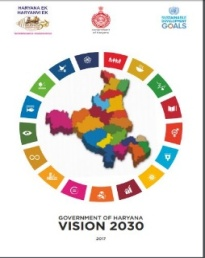 HARYANA EK
HARYANVI EK
SUSTAINABLE
DEVELOPMENT
GOALS
GOVERNMENT OF HARYANA
VISION 2030
2017